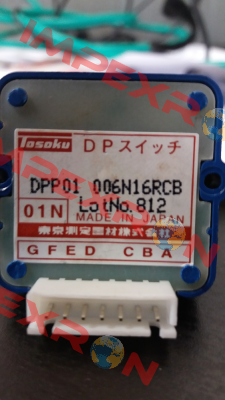 Tosoku DPスイッチ
DPP01 006N16RCB
01N LotNo.812
MADE IN JAPAN
東京測定器材株式会社
GFED CBA
IMPEXRON